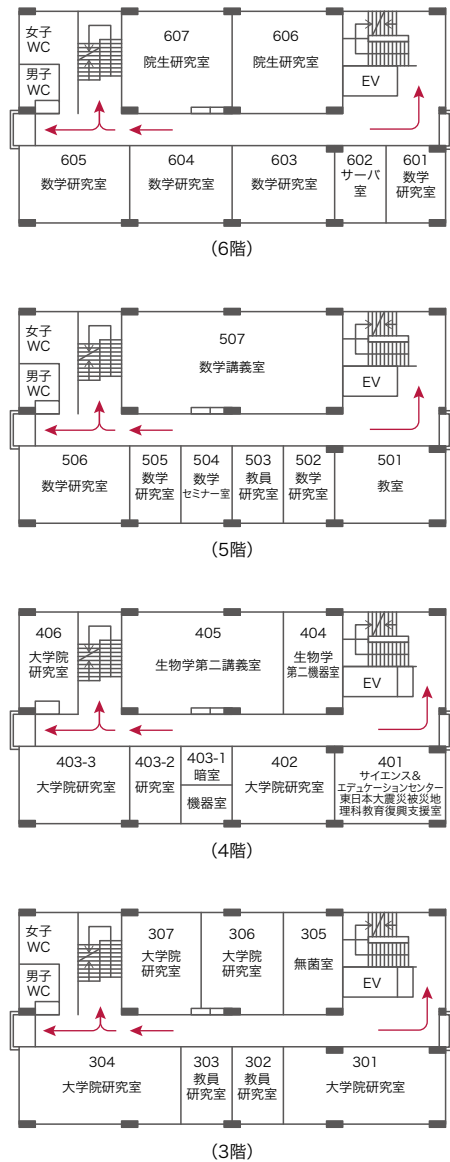 女子
WC
男子
WC
607
院生研究室
606
院生研究室
EV
605
数学研究室
604
数学研究室
603
数学研究室
602
サーバ
室
601
数学
研究室
(6階)
女子
WC
男子
WC
507
数学講義室
EV
506
数学研究室
505
数学
研究室
504
数学
セミナー室
503
教員
研究室
502
数学
研究室
501
教室
(5階)
406
大学院
研究室
405
生物学第二講義室
404
生物学
第二機器室
EV
403-3
大学院研究室
403-2
研究室
403-1
暗室
機器室
402
大学院研究室
401
サイエンス&
エデュケーションセンター
東日本大震災被災地
理科教育復興支援室
(4階)
女子
WC
男子
WC
307
大学院
研究室
306
大学院
研究室
305
無菌室
EV
304
大学院研究室
303
教員
研究室
302
教員
研究室
301
大学院研究室
(3階)